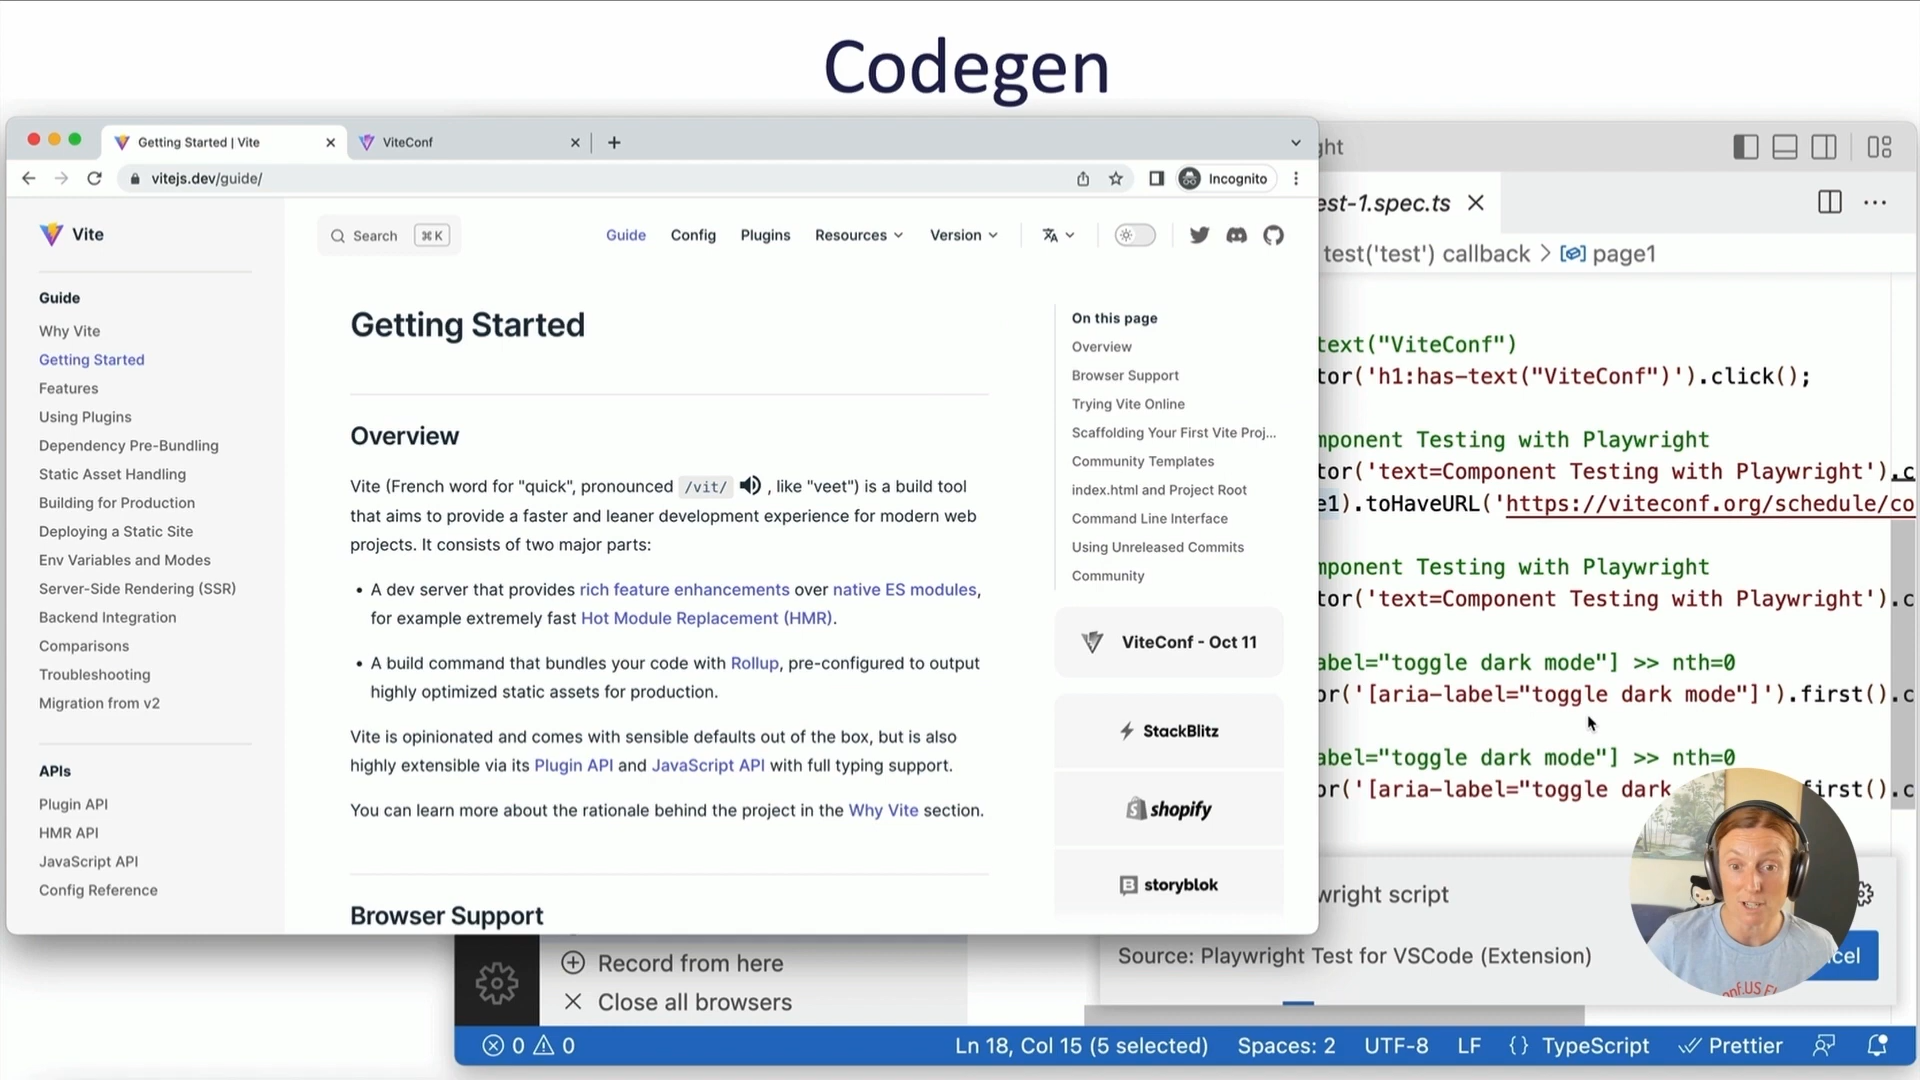 Codegen
Getting Started | Vite
ViteConf
vitejs.dev/guide/
Incognito
Vite
Search
⌘ K
Guide
Config
Plugins
Resources
Version
Guide
Why Vite
Getting Started
Features
Using Plugins
Dependency Pre-Bundling
Static Asset Handling
Building for Production
Deploying a Static Site
Env Variables and Modes
Server-Side Rendering (SSR)
Backend Integration
Comparisons
Troubleshooting
Migration from v2
APIs
Plugin API
HMR API
JavaScript API
Config Reference
Getting Started
Overview
Vite (French word for "quick", pronounced /vit/ , like "veet") is a build tool
that aims to provide a faster and leaner development experience for modern web
projects. It consists of two major parts:
• A dev server that provides rich feature enhancements over native ES modules,
for example extremely fast Hot Module Replacement (HMR).
• A build command that bundles your code with Rollup, pre-configured to output
highly optimized static assets for production.
Vite is opinionated and comes with sensible defaults out of the box, but is also
highly extensible via its Plugin API and JavaScript API with full typing support.
You can learn more about the rationale behind the project in the Why Vite section.
Browser Support
On this page
Overview
Browser Support
Trying Vite Online
Scaffolding Your First Vite Proj...
Community Templates
index.html and Project Root
Command Line Interface
Using Unreleased Commits
Community
ViteConf - Oct 11
StackBlitz
shopify
storyblok
ght
est-1.spec.ts
test('test') callback > page1
text("ViteConf")
tor('h1:has-text("ViteConf")').click();
mponent Testing with Playwright
tor('text=Component Testing with Playwright').c
e1).toHaveURL('https://viteconf.org/schedule/co
mponent Testing with Playwright
tor('text=Component Testing with Playwright').c
abel="toggle dark mode"] >> nth=0
or('[aria-label="toggle dark mode"]').first().c
abel="toggle dark mode"] >> nth=0
or('[aria-label="toggle dark first().c
wright script
Source: Playwright Test for VSCode (Extension)
cel
Record from here
Close all browsers
0 0
Ln 18, Col 15 (5 selected)
Spaces: 2
UTF-8
LF
{} TypeScript
Prettier